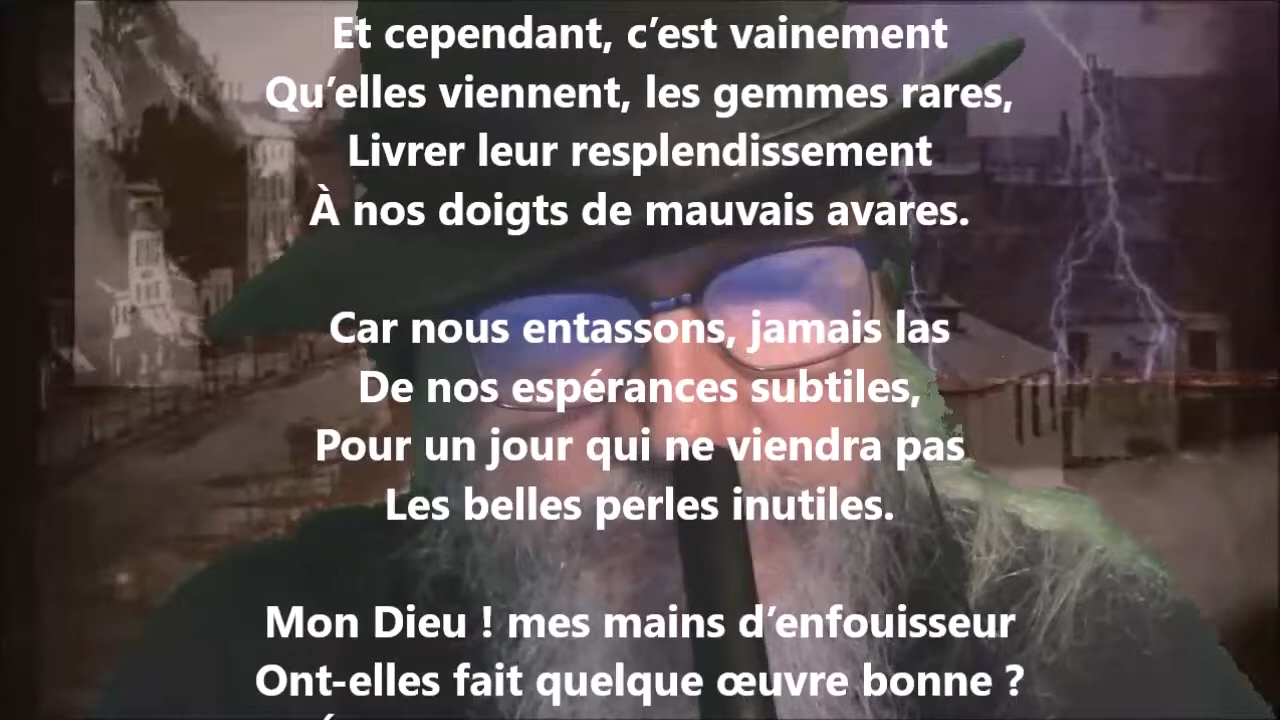 Et cependant, c’est vainement
Qu’elles viennent, les gemmes rares,
Livrer leur resplendissement
À nos doigts de mauvais avares.
Car nous entassons, jamais las
De nos espérances subtiles,
Pour un jour qui ne viendra pas
Les belles perles inutiles.
Mon Dieu ! mes mains d’enfouisseur
Ont-elles fait quelque œuvre bonne ?